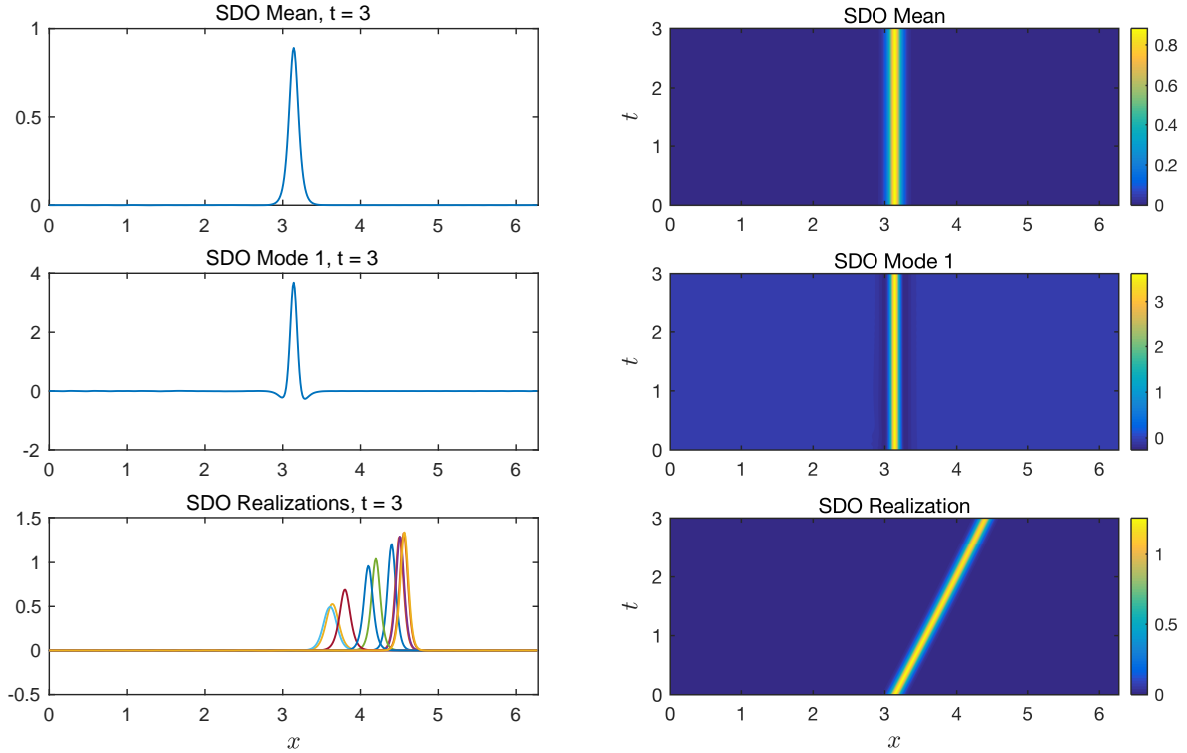 SDO Mean, t = 3
1
0.5
0
0 1 2 3 4 5 6
SDO Mean
3
2
1
0
t
0 1 2 3 4 5 6
0.8
0.6
0.4
0.2
0
SDO Mode 1, t = 3
4
2
0
-2
0 1 2 3 4 5 6
SDO Mode 1
3
2
1
0
t
0 1 2 3 4 5 6
3
2
1
0
SDO Realizations, t = 3
1.5
1
0.5
0
-0.5
0 1 2 3 4 5 6
x
SDO Realization
3
2
1
0
t
0 1 2 3 4 5 6
x
1
0.5
0